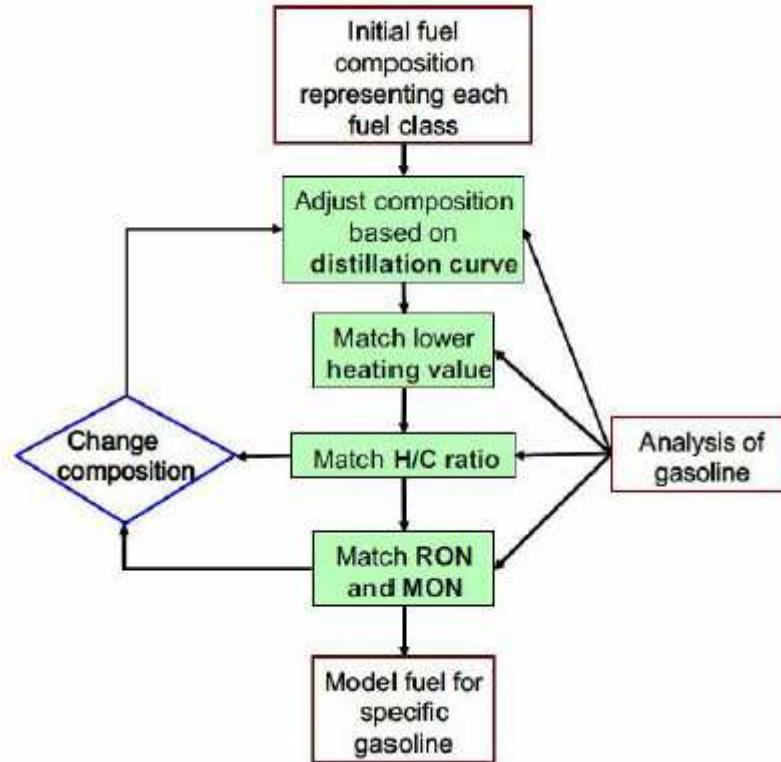 Initial fuel
composition
representing each
fuel class
Adjust composition
based on
distillation curve
Match lower
heating value
Change
composition
Match H/C ratio
Analysis of
gasoline
Match RON
and MON
Model fuel for
specific
gasoline